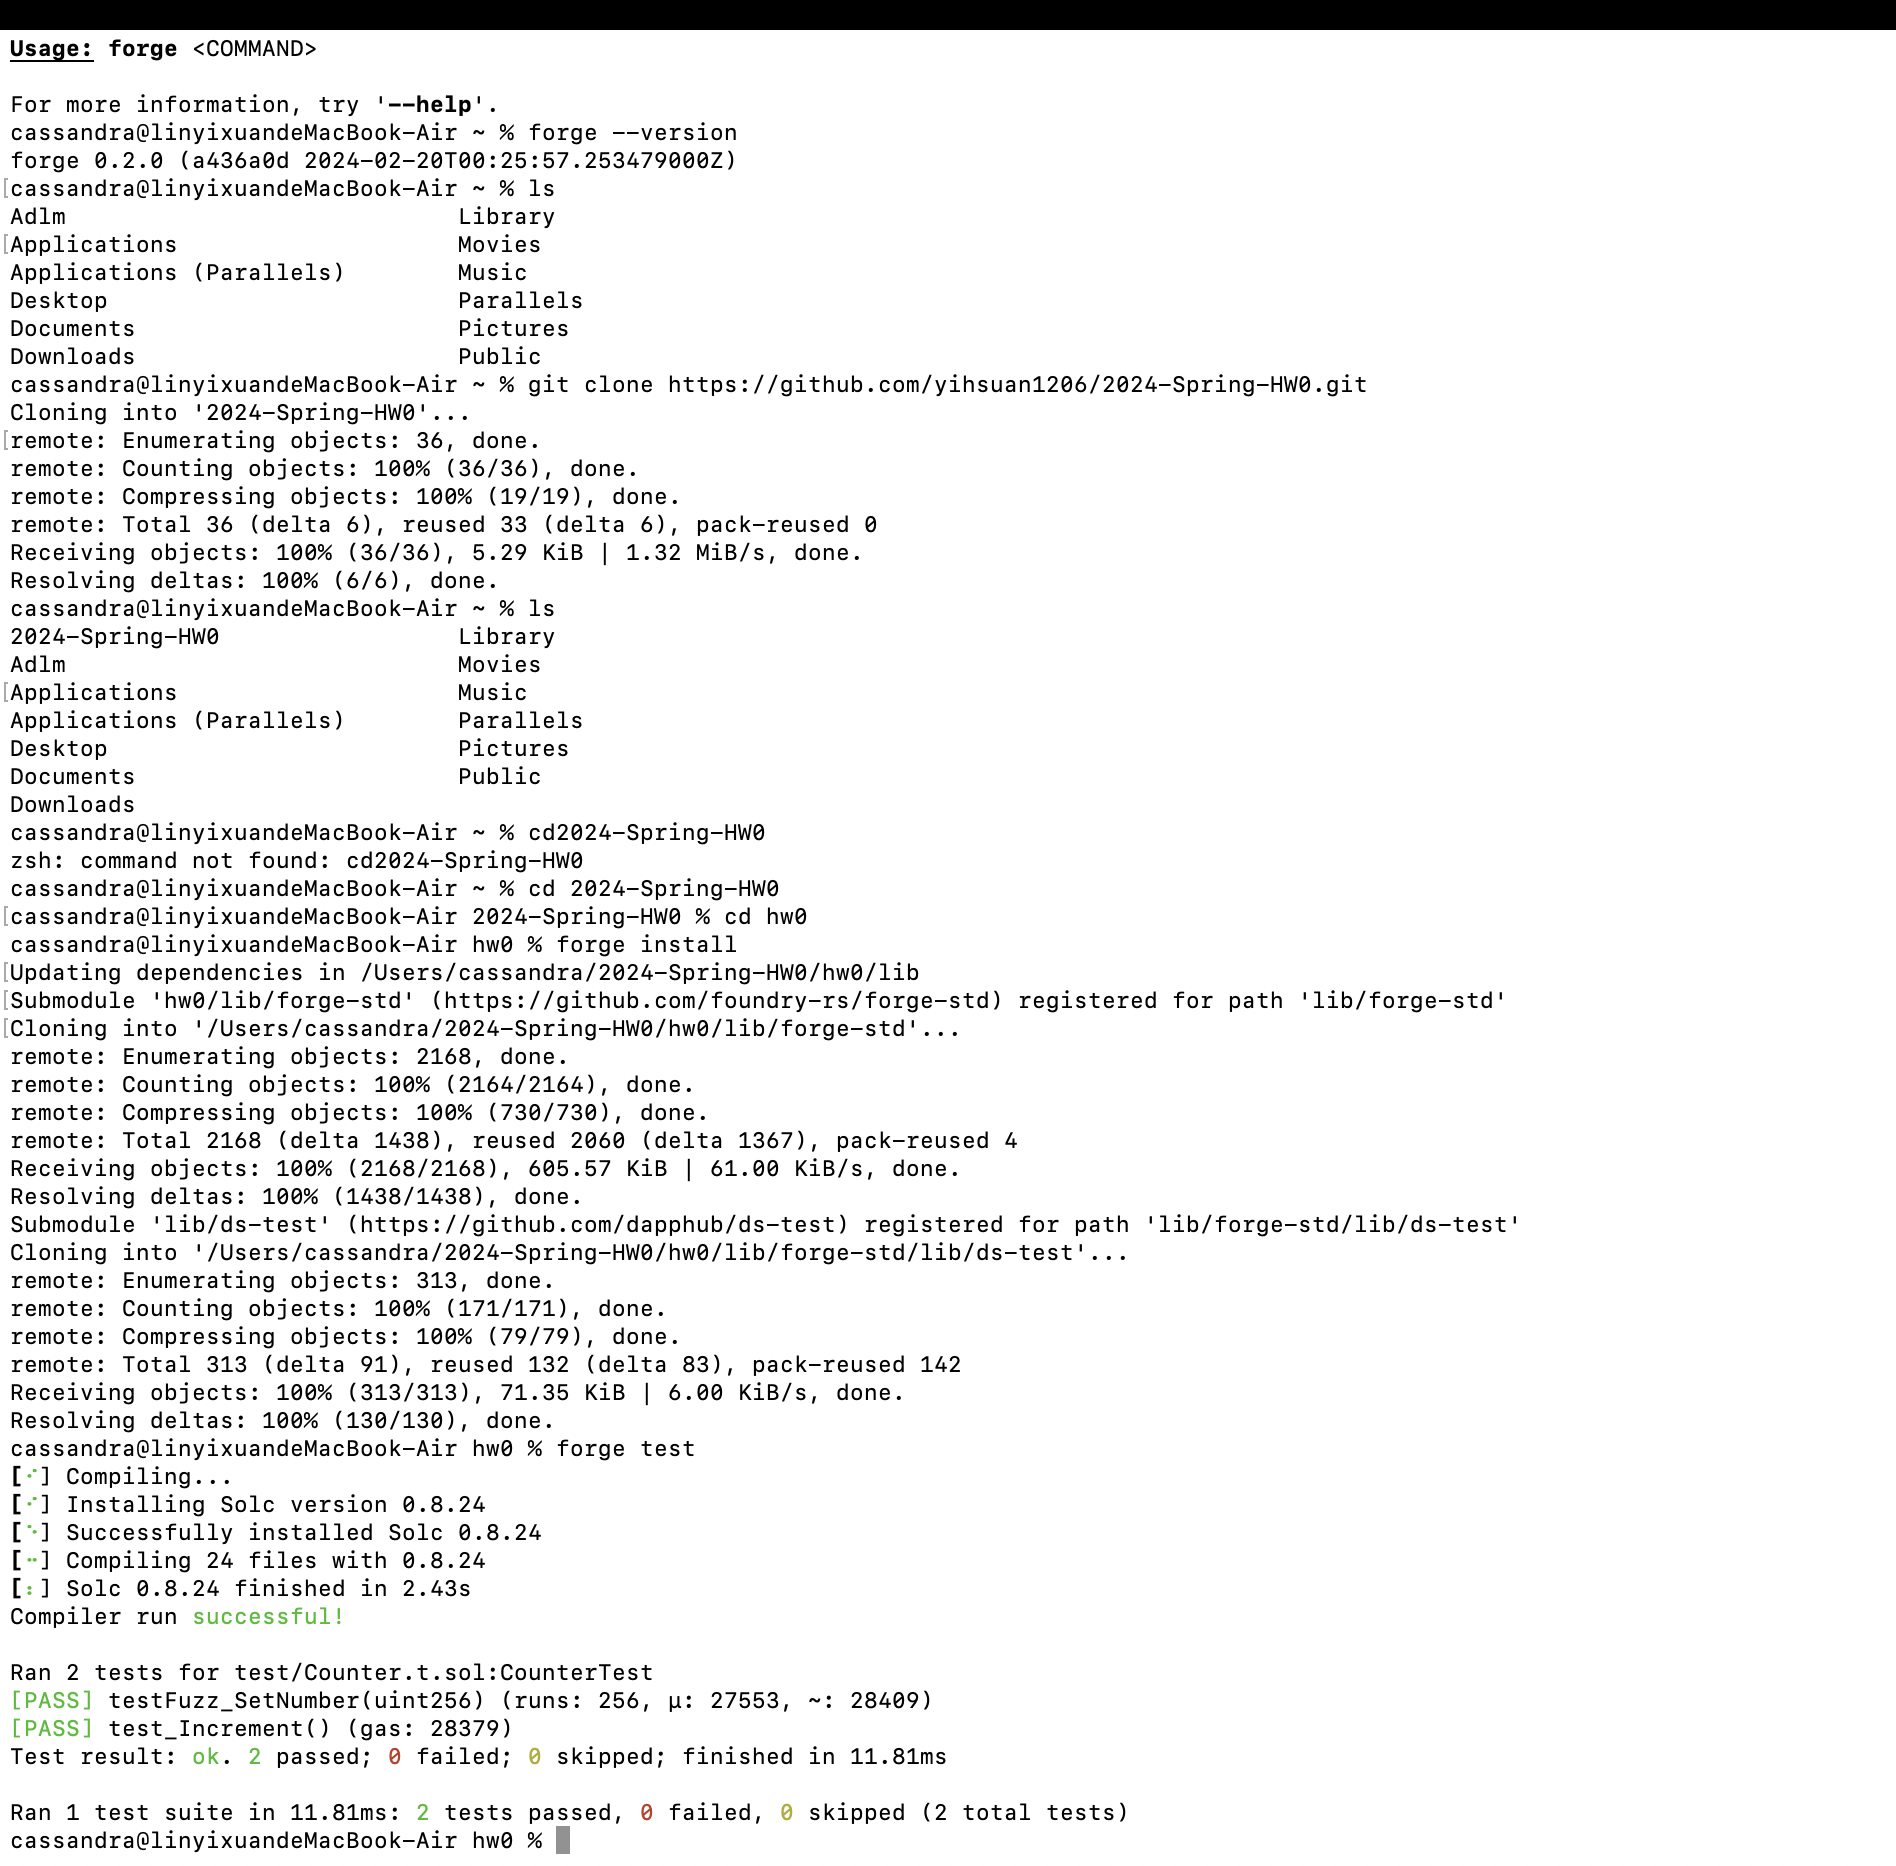 Usage: forge <COMMAND>
For more information, try '--help'.
cassandra@linyixuandeMacBook-Air ~ % forge --version
forge 0.2.0 (a436a0d 2024-02-20T00:25:57.253479000Z)
[cassandra@linyixuandeMacBook-Air ~ % ls
Adlm                            Library
[Applications                    Movies
Applications (Parallels)        Music
Desktop                         Parallels
Documents                       Pictures
Downloads                       Public
cassandra@linyixuandeMacBook-Air ~ % git clone https://github.com/yihsuan1206/2024-Spring-HW0.git
Cloning into '2024-Spring-HW0'...
[remote: Enumerating objects: 36, done.
remote: Counting objects: 100% (36/36), done.
remote: Compressing objects: 100% (19/19), done.
remote: Total 36 (delta 6), reused 33 (delta 6), pack-reused 0
Receiving objects: 100% (36/36), 5.29 KiB | 1.32 MiB/s, done.
Resolving deltas: 100% (6/6), done.
cassandra@linyixuandeMacBook-Air ~ % ls
2024-Spring-HW0                 Library
Adlm                            Movies
[Applications                    Music
Applications (Parallels)        Parallels
Desktop                         Pictures
Documents                       Public
Downloads
cassandra@linyixuandeMacBook-Air ~ % cd2024-Spring-HW0
zsh: command not found: cd2024-Spring-HW0
cassandra@linyixuandeMacBook-Air ~ % cd 2024-Spring-HW0
[cassandra@linyixuandeMacBook-Air 2024-Spring-HW0 % cd hw0
cassandra@linyixuandeMacBook-Air hw0 % forge install
[Updating dependencies in /Users/cassandra/2024-Spring-HW0/hw0/lib
[Submodule 'hw0/lib/forge-std' (https://github.com/foundry-rs/forge-std) registered for path 'lib/forge-std'
[Cloning into '/Users/cassandra/2024-Spring-HW0/hw0/lib/forge-std'...
remote: Enumerating objects: 2168, done.
remote: Counting objects: 100% (2164/2164), done.
remote: Compressing objects: 100% (730/730), done.
remote: Total 2168 (delta 1438), reused 2060 (delta 1367), pack-reused 4
Receiving objects: 100% (2168/2168), 605.57 KiB | 61.00 KiB/s, done.
Resolving deltas: 100% (1438/1438), done.
Submodule 'lib/ds-test' (https://github.com/dapphub/ds-test) registered for path 'lib/forge-std/lib/ds-test'
Cloning into '/Users/cassandra/2024-Spring-HW0/hw0/lib/forge-std/lib/ds-test'...
remote: Enumerating objects: 313, done.
remote: Counting objects: 100% (171/171), done.
remote: Compressing objects: 100% (79/79), done.
remote: Total 313 (delta 91), reused 132 (delta 83), pack-reused 142
Receiving objects: 100% (313/313), 71.35 KiB | 6.00 KiB/s, done.
Resolving deltas: 100% (130/130), done.
cassandra@linyixuandeMacBook-Air hw0 % forge test
[⠊] Compiling...
[⠊] Installing Solc version 0.8.24
[⠑] Successfully installed Solc 0.8.24
[⠒] Compiling 24 files with 0.8.24
[⠆] Solc 0.8.24 finished in 2.43s
Compiler run successful!
Ran 2 tests for test/Counter.t.sol:CounterTest
[PASS] testFuzz_SetNumber(uint256) (runs: 256, μ: 27553, ~: 28409)
[PASS] test_Increment() (gas: 28379)
Test result: ok. 2 passed; 0 failed; 0 skipped; finished in 11.81ms
Ran 1 test suite in 11.81ms: 2 tests passed, 0 failed, 0 skipped (2 total tests)
cassandra@linyixuandeMacBook-Air hw0 %